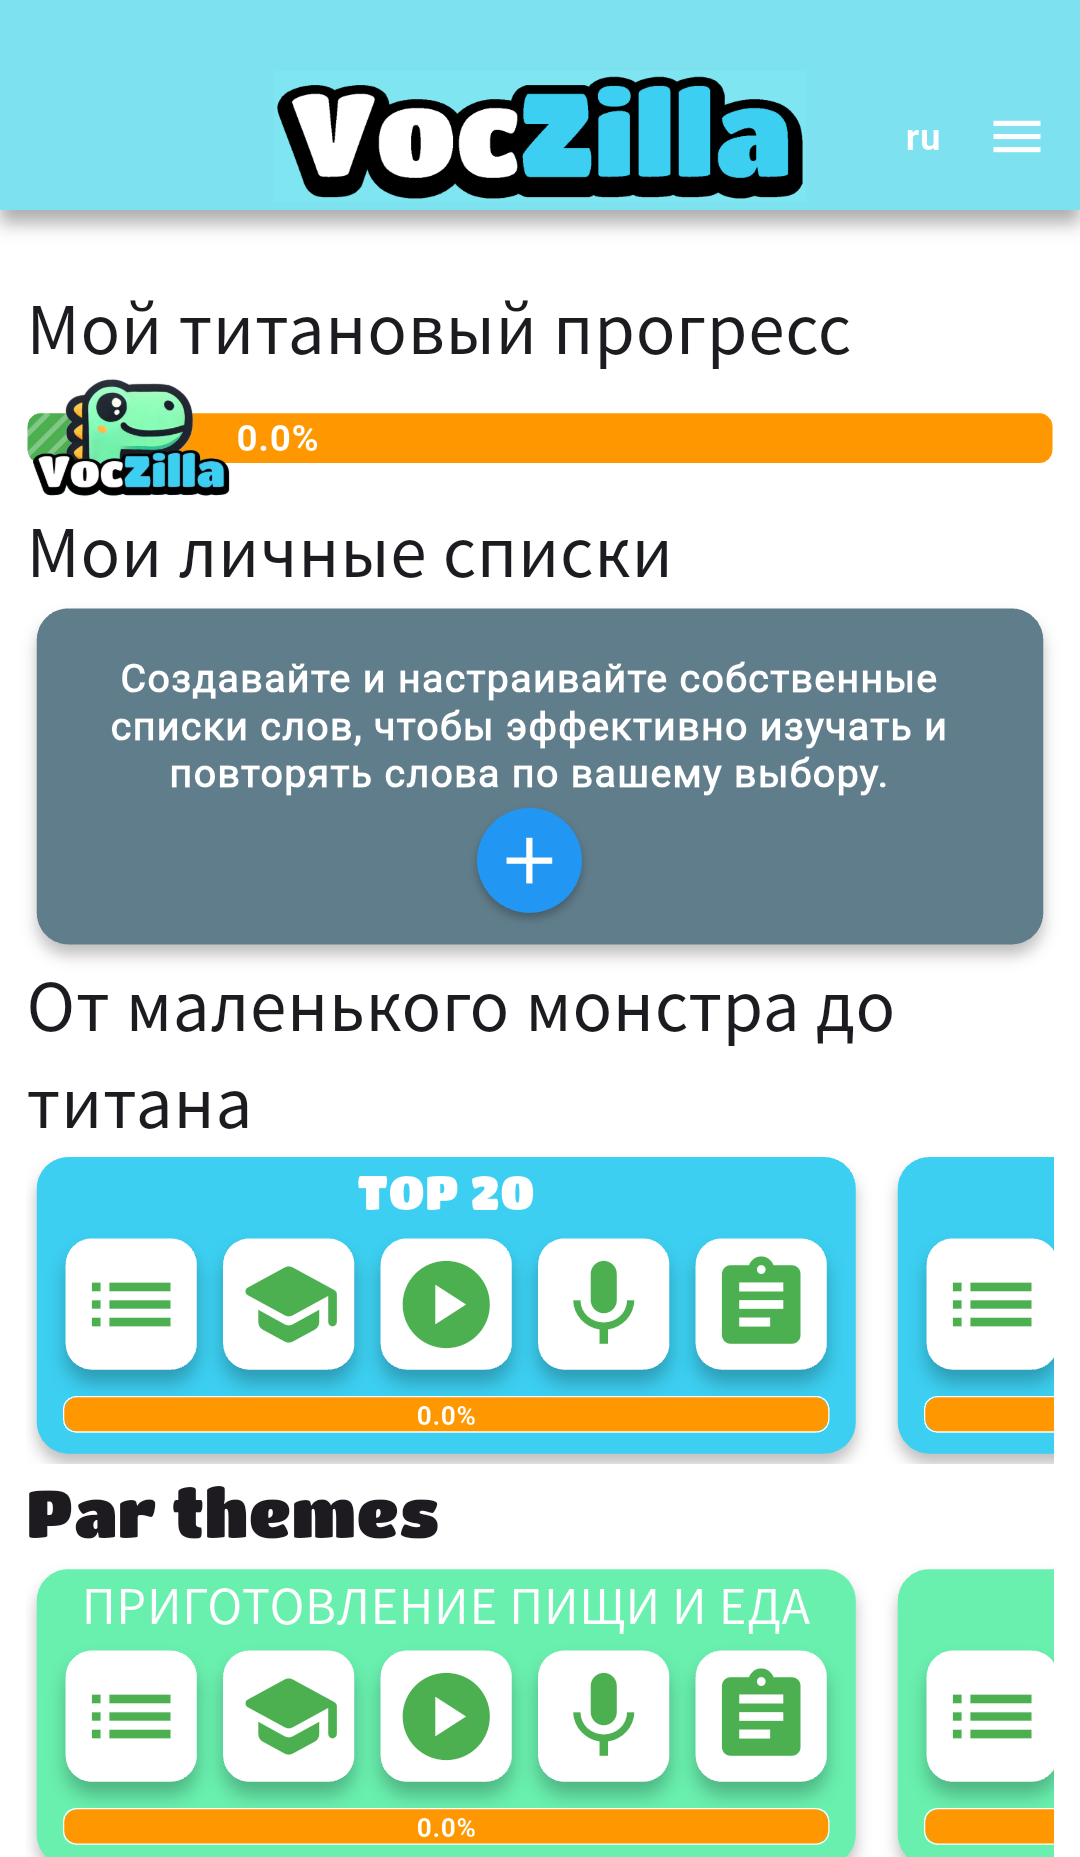 VocZilla
ru
Мой титановый прогресс
0.0%
VocZilla
Мои личные списки
Создавайте и настраивайте собственные
списки слов, чтобы эффективно изучать и
повторять слова по вашему выбору.
От маленького монстра до
титана
TOP 20
0.0%
Par themes
ПРИГОТОВЛЕНИЕ ПИЩИ И ЕДА
0.0%